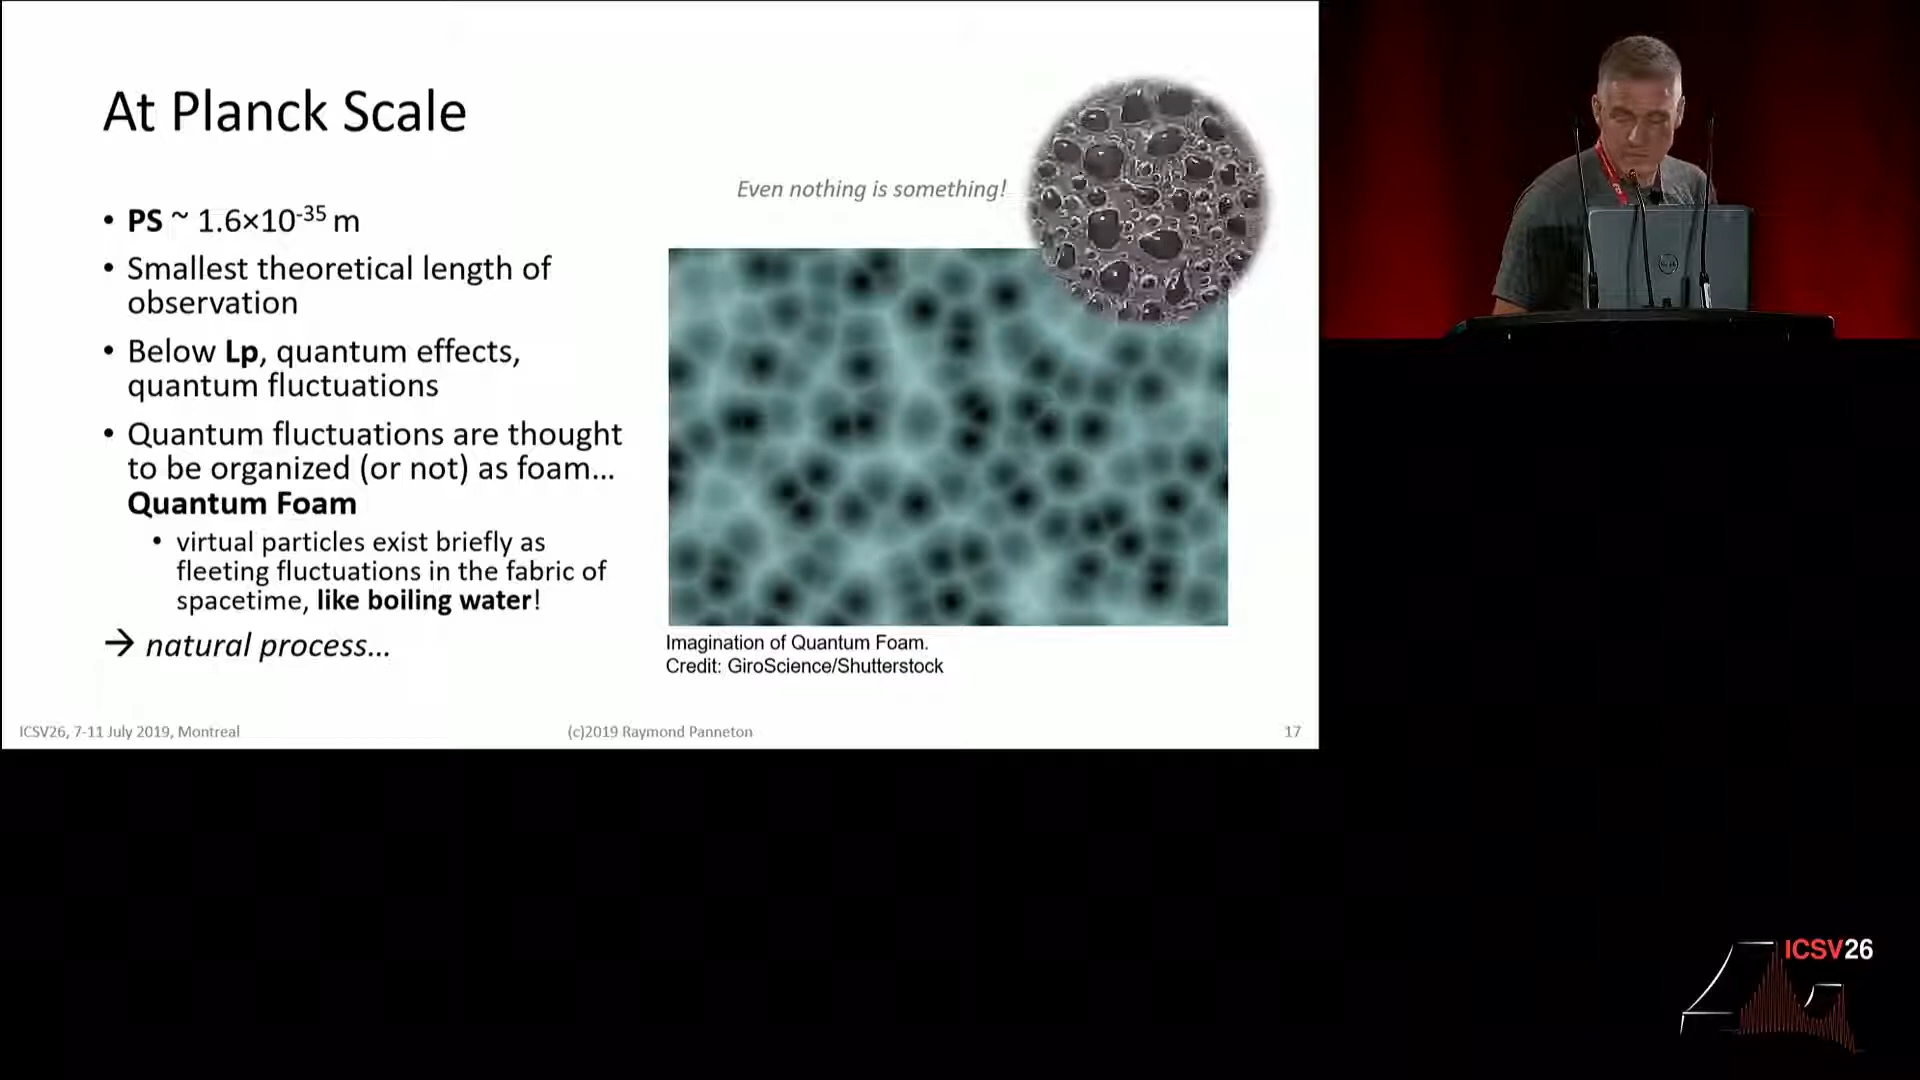 At Planck Scale
Even nothing is something!
• PS ~ 1.6×10⁻³⁵ m
• Smallest theoretical length of
observation
• Below Lp, quantum effects,
quantum fluctuations
• Quantum fluctuations are thought
to be organized (or not) as foam...
Quantum Foam
• virtual particles exist briefly as
fleeting fluctuations in the fabric of
spacetime, like boiling water!
→ natural process...
Imagination of Quantum Foam.
Credit: GiroScience/Shutterstock
ICSV26, 7-11 July 2019, Montreal
(c)2019 Raymond Panneton
17
ICSV26